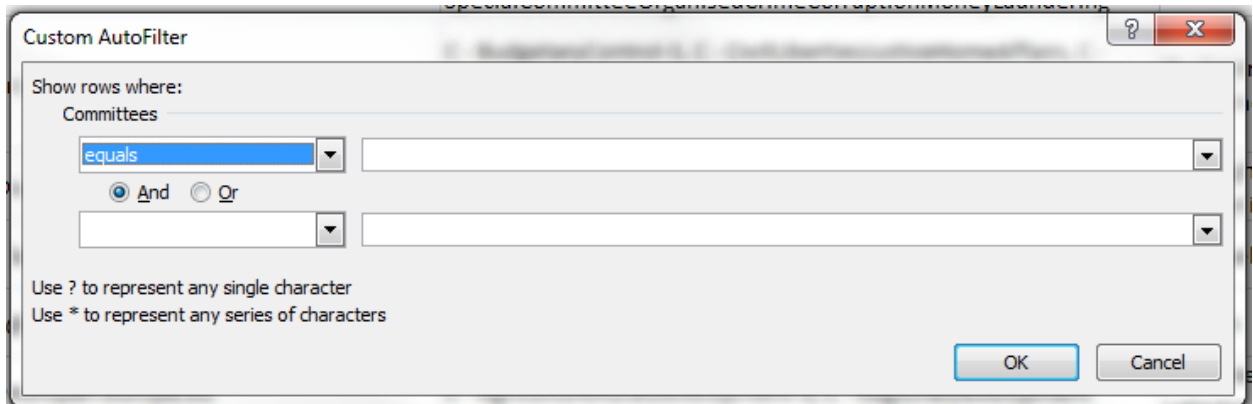 SpecialCommitteeOrganisedCrimeCorruptionMoneyLaundering
Custom AutoFilter
?
Show rows where:
Committees
equals
And Or
Use ? to represent any single character
Use * to represent any series of characters
OK Cancel